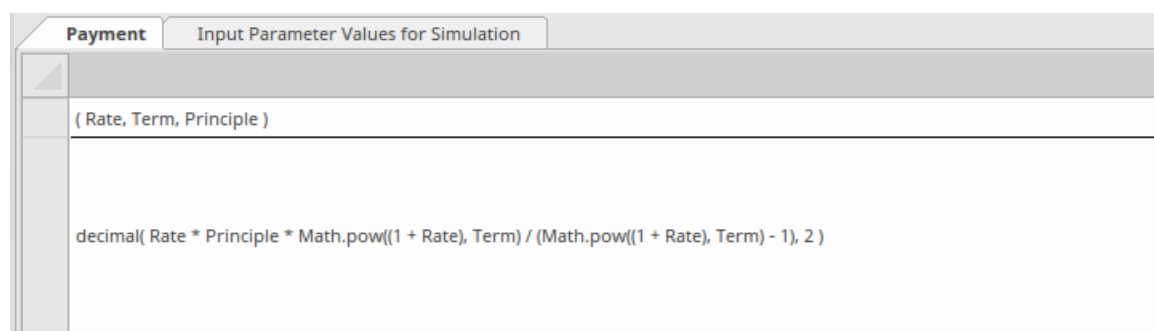 Payment Input Parameter Values for Simulation
( Rate, Term, Principle )
decimal( Rate * Principle * Math.pow((1 + Rate), Term) / (Math.pow((1 + Rate), Term) - 1), 2 )